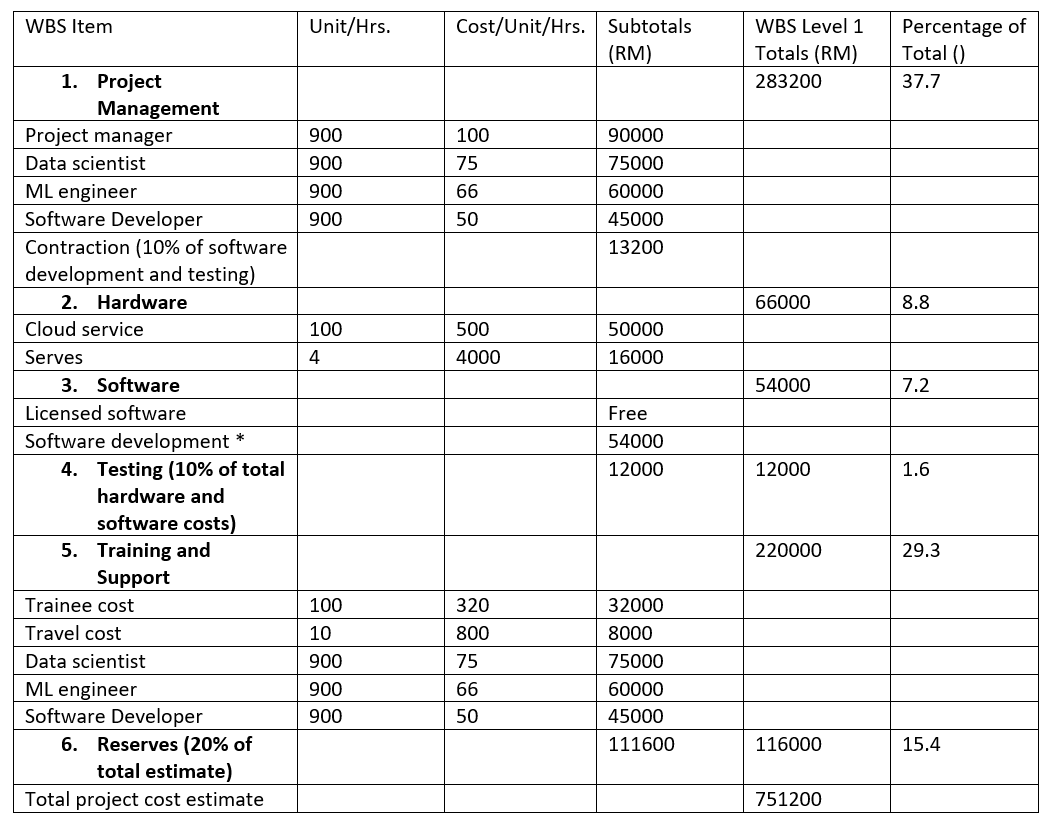 WBS Item Unit/Hrs. Cost/Unit/Hrs. Subtotals (RM) WBS Level 1 Totals (RM) Percentage of Total ()
1. Project Management 283200 37.7
Project manager 900 100 90000
Data scientist 900 75 75000
ML engineer 900 66 60000
Software Developer 900 50 45000
Contraction (10% of software development and testing) 13200
2. Hardware 66000 8.8
Cloud service 100 500 50000
Serves 4 4000 16000
3. Software 54000 7.2
Licensed software Free
Software development * 54000
4. Testing (10% of total hardware and software costs) 12000 12000 1.6
5. Training and Support 220000 29.3
Trainee cost 100 320 32000
Travel cost 10 800 8000
Data scientist 900 75 75000
ML engineer 900 66 60000
Software Developer 900 50 45000
6. Reserves (20% of total estimate) 111600 116000 15.4
Total project cost estimate 751200